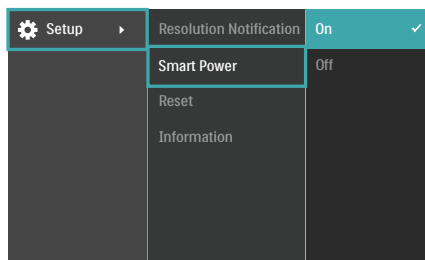 Setup
Resolution Notification
Smart Power
Reset
Information
On
Off